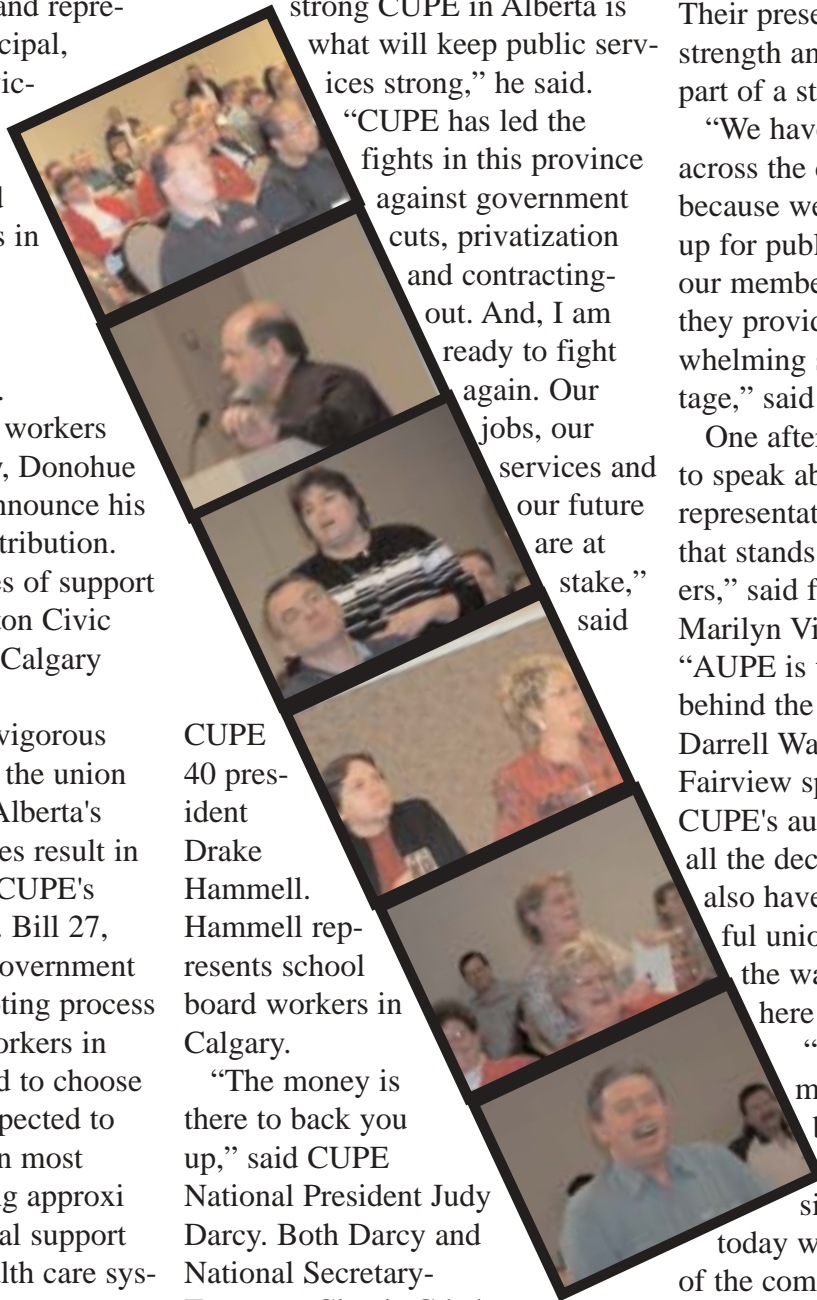 and repre-
cipal,
ic-
s in
workers
, Donohue
nnounce his
tribution.
es of support
ton Civic
Calgary
vigorous
the union
Alberta's
es result in
CUPE's
. Bill 27,
overnment
oting process
orkers in
d to choose
pected to
n most
ng approxi
al support
alth care sys-
strong CUPE in Alberta is
what will keep public serv-
ices strong,” he said.
“CUPE has led the
fights in this province
against government
cuts, privatization
and contracting-
out. And, I am
ready to fight
again. Our
jobs, our
services and
our future
are at
stake,”
said
CUPE
40 pres-
ident
Drake
Hammell.
Hammell rep-
resents school
board workers in
Calgary.
“The money is
there to back you
up,” said CUPE
National President Judy
Darcy. Both Darcy and
National Secretary-
Their prese
strength an
part of a st
“We have
across the
because we
up for publ
our membe
they provid
whelming
tage,” said
One after
to speak ab
representat
that stands
ers,” said f
Marilyn Vi
“AUPE is
behind the
Darrell Wa
Fairview sp
CUPE's au
all the dec
also have
ful unio
the wa
here
“
m
si
today w
of the com